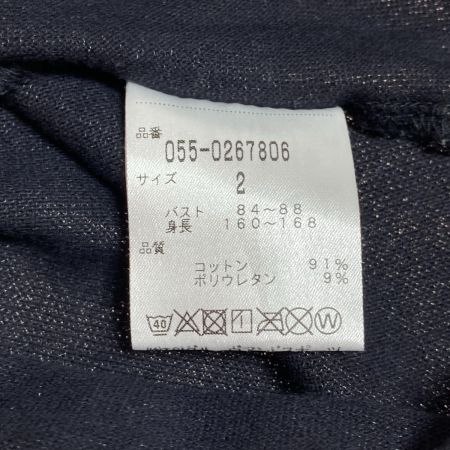 品番
055-0267806
サイズ 2
バスト 84～88
身長 160～168
品質
コットン 91%
ポリウレタン 9%
40 W